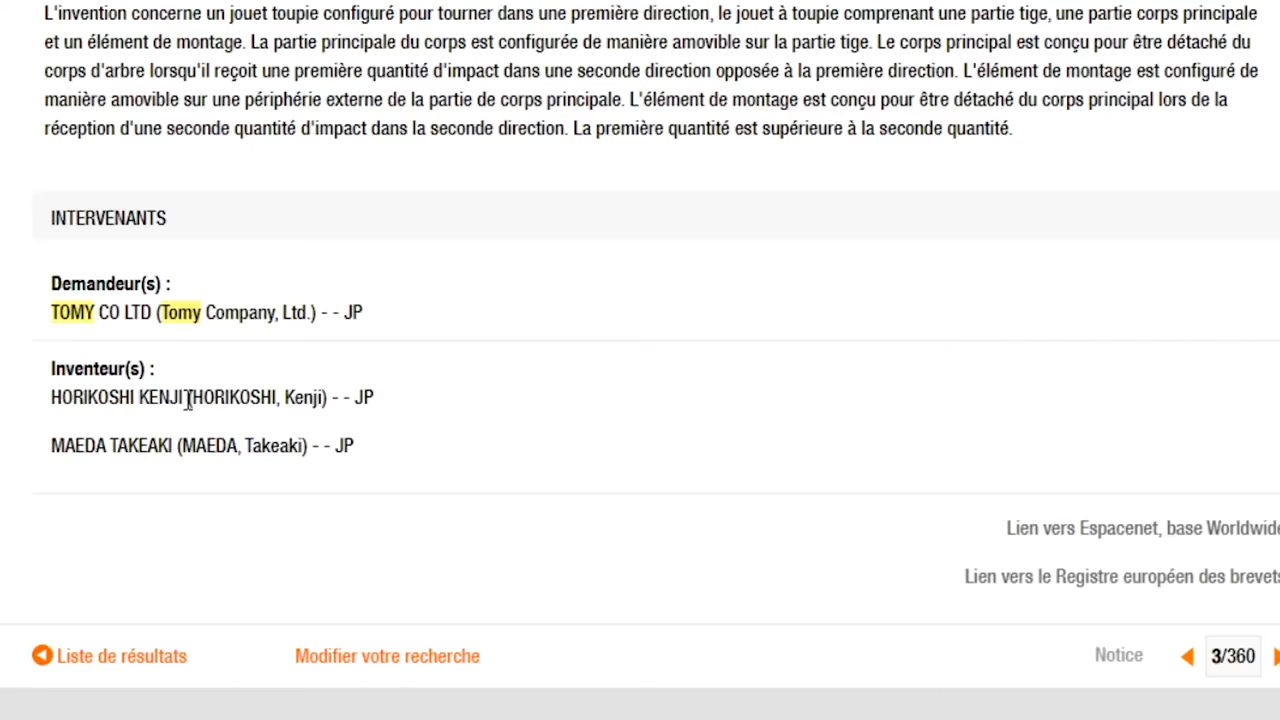 L'invention concerne un jouet toupie configuré pour tourner dans une première direction, le jouet à toupie comprenant une partie tige, une partie corps principale
et un élément de montage. La partie principale du corps est configurée de manière amovible sur la partie tige. Le corps principal est conçu pour être détaché du
corps d'arbre lorsqu'il reçoit une première quantité d'impact dans une seconde direction opposée à la première direction. L'élément de montage est configuré de
manière amovible sur une périphérie externe de la partie de corps principale. L'élément de montage est conçu pour être détaché du corps principal lors de la
réception d'une seconde quantité d'impact dans la seconde direction. La première quantité est supérieure à la seconde quantité.
INTERVENANTS
Demandeur(s) :
TOMY CO LTD (Tomy Company, Ltd.) - - JP
Inventeur(s) :
HORIKOSHI KENJI (HORIKOSHI, Kenji) - - JP
MAEDA TAKEAKI (MAEDA, Takeaki) - - JP
Lien vers Espacenet, base Worldwide
Lien vers le Registre européen des brevets
Liste de résultats
Modifier votre recherche
Notice
3/360